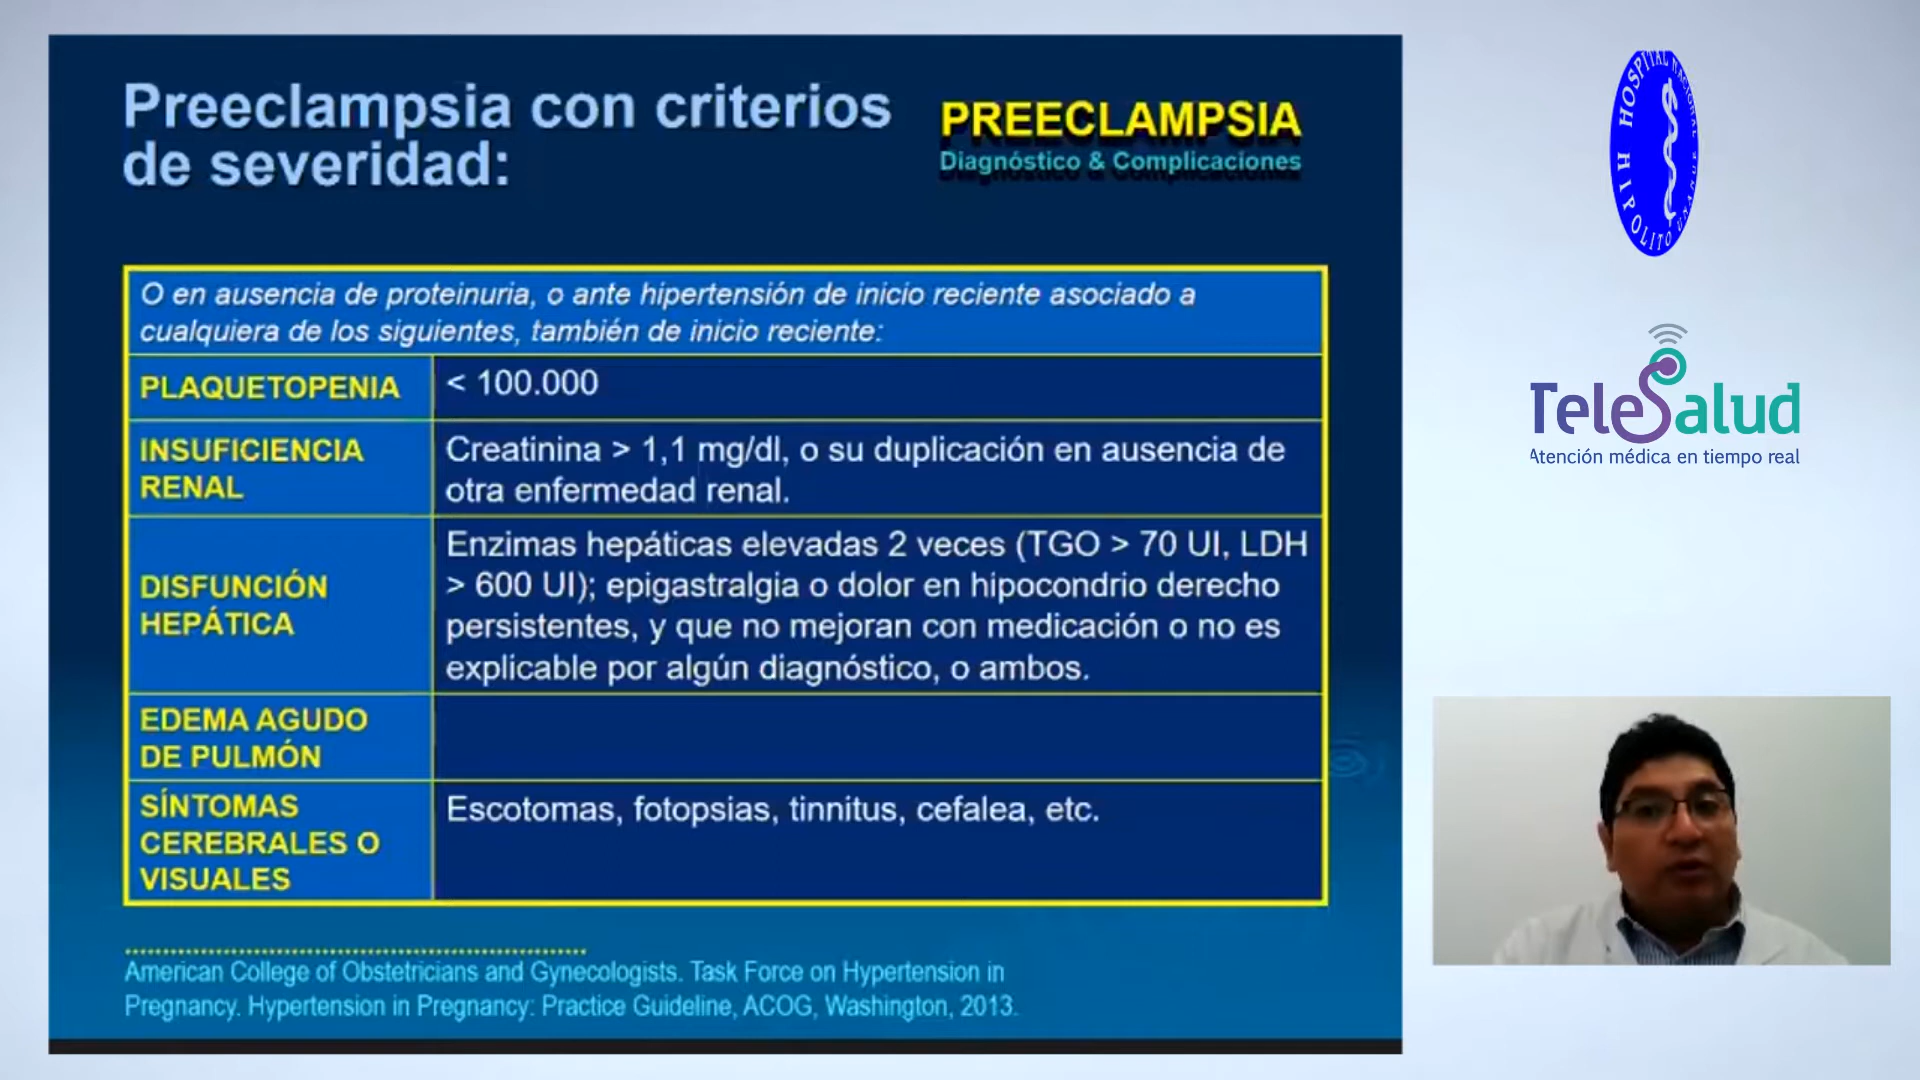 Preeclampsia con criterios
de severidad:
PREECLAMPSIA
Diagnóstico & Complicaciones
O en ausencia de proteinuria, o ante hipertensión de inicio reciente asociado a
cualquiera de los siguientes, también de inicio reciente:
PLAQUETOPENIA
< 100.000
INSUFICIENCIA
RENAL
Creatinina > 1,1 mg/dl, o su duplicación en ausencia de
otra enfermedad renal.
DISFUNCIÓN
HEPÁTICA
Enzimas hepáticas elevadas 2 veces (TGO > 70 UI, LDH
> 600 UI); epigastralgia o dolor en hipocondrio derecho
persistentes, y que no mejoran con medicación o no es
explicable por algún diagnóstico, o ambos.
EDEMA AGUDO
DE PULMÓN
SÍNTOMAS
CEREBRALES O
VISUALES
Escotomas, fotopsias, tinnitus, cefalea, etc.
American College of Obstetricians and Gynecologists. Task Force on Hypertension in
Pregnancy. Hypertension in Pregnancy: Practice Guideline, ACOG, Washington, 2013.
HOSPITAL NACIONAL
HIPOLITO UNANUE
TeleSalud
Atención médica en tiempo real